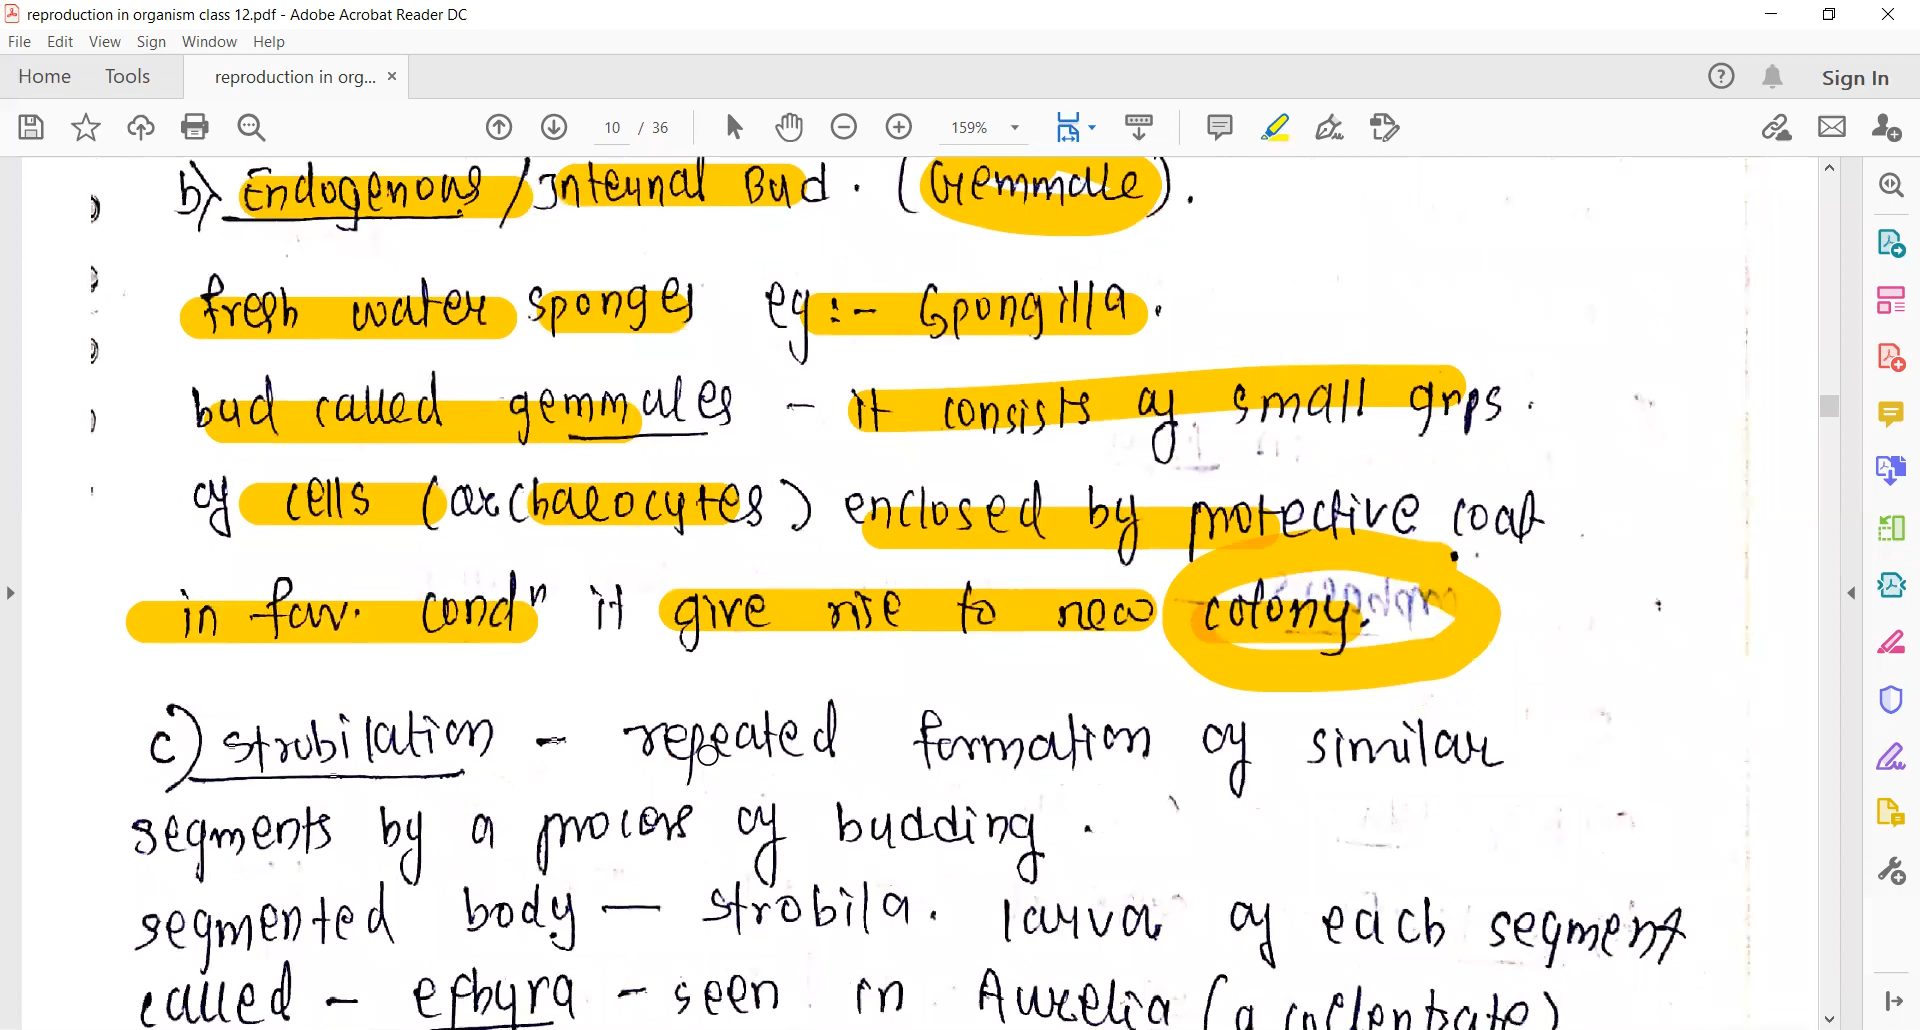 reproduction in organism class 12.pdf - Adobe Acrobat Reader DC
File Edit View Sign Window Help
Home Tools reproduction in org... × Sign In
10 / 36 159%
b) Endogenous / Internal Bud. (Gemmule).
fresh water sponges eg:- Spongilla.
bud called gemmules - it consists of small grps.
of cells (archaeocytes) enclosed by protective coat
in fav. condn it give rise to new colony.
c) strobilation - repeated formation of similar
segments by a process of budding.
segmented body — strobila. larva of each segment
called - efbyra - seen in Aurelia (a coelentrate)